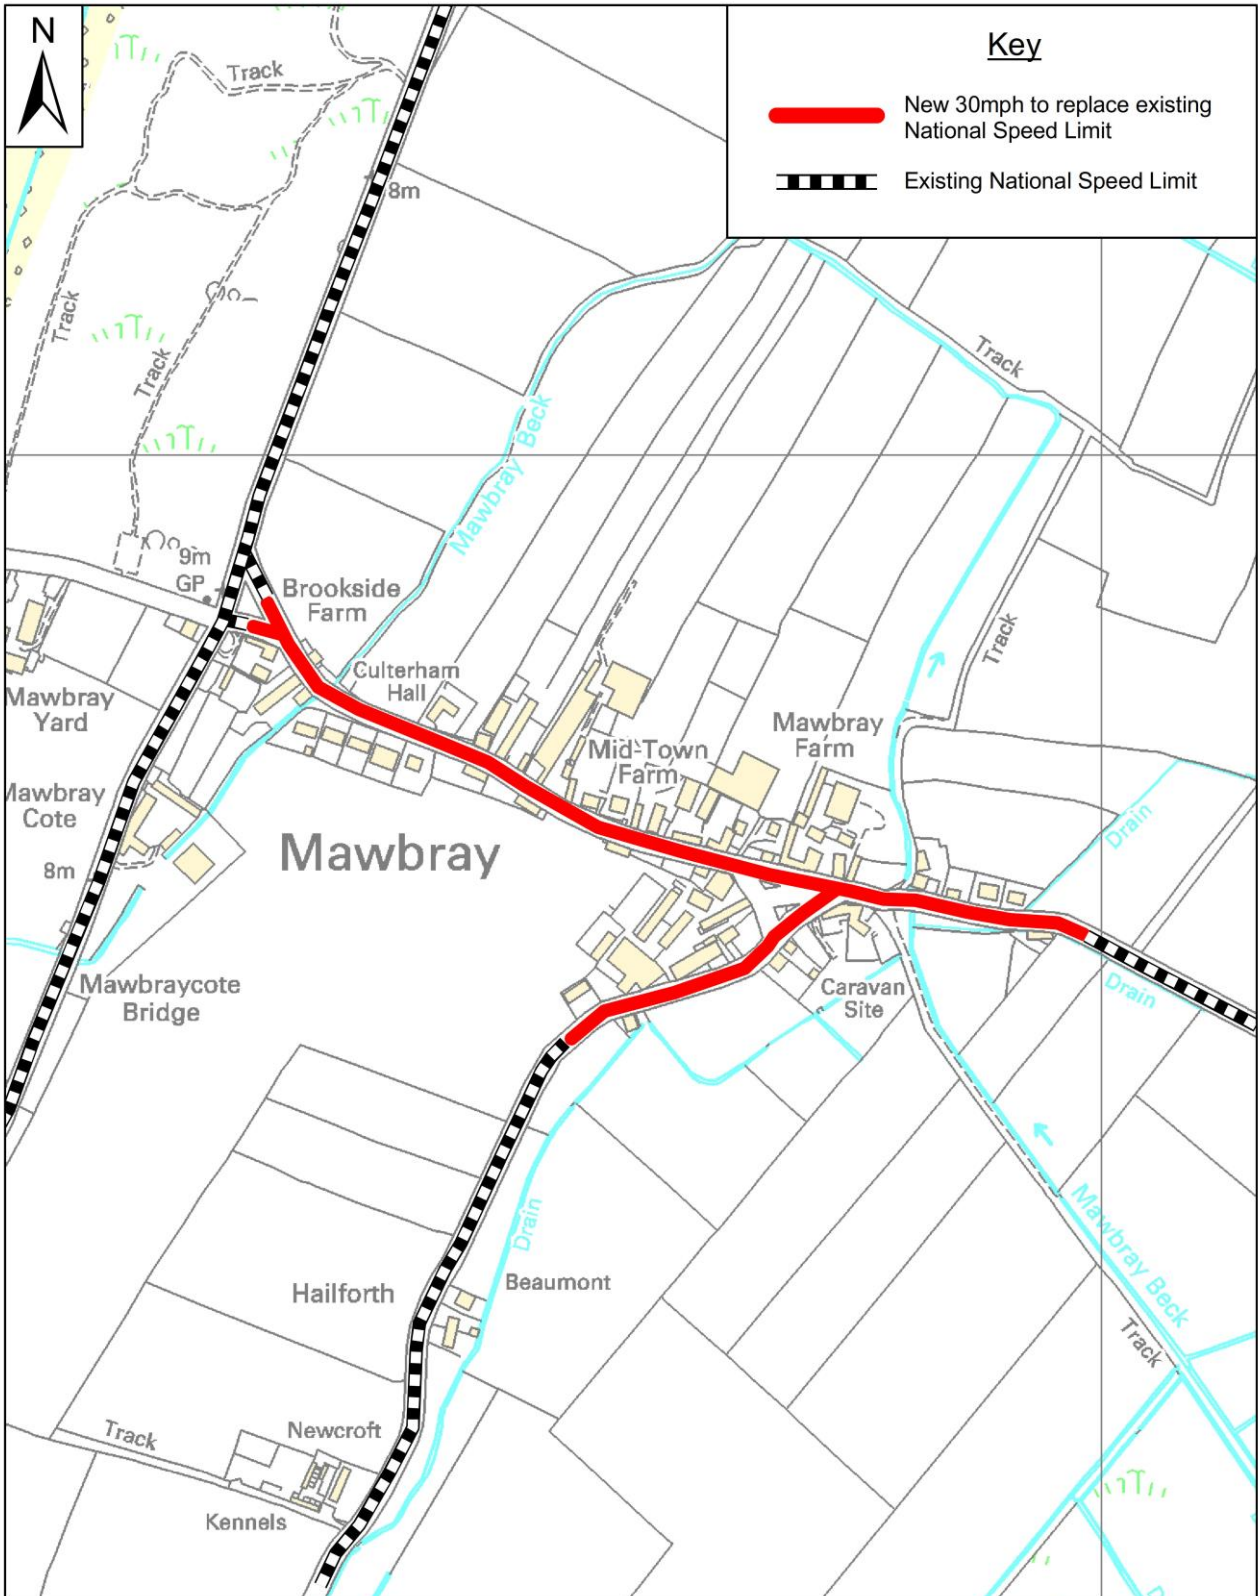 N
Key
New 30mph to replace existing
National Speed Limit
Existing National Speed Limit
Track
8m
Track
Track
Track
Mawbray Beck
9m
GP
Brookside
Farm
Culterham
Hall
Mawbray
Yard
Mid-Town
Farm
Mawbray
Farm
Track
Mawbray
Cote
Mawbray
8m
Drain
Mawbraycote
Bridge
Caravan
Site
Drain
Drain
Mawbray Beck
Hailforth
Beaumont
Track
Newcroft
Track
Kennels